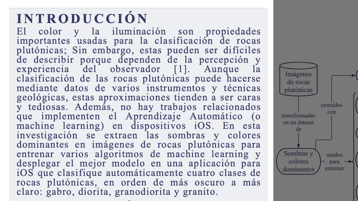 INTRODUCCIÓN
El color y la iluminación son propiedades
importantes usadas para la clasificación de rocas
plutónicas; Sin embargo, estas pueden ser difíciles
de describir porque dependen de la percepción y
experiencia del observador [1]. Aunque la
clasificación de las rocas plutónicas puede hacerse
mediante datos de varios instrumentos y técnicas
geológicas, estas aproximaciones tienden a ser caras
y tediosas. Además, no hay trabajos relacionados
que implementen el Aprendizaje Automático (o
machine learning) en dispositivos iOS. En esta
investigación se extraen las sombras y colores
dominantes en imágenes de rocas plutónicas para
entrenar varios algoritmos de machine learning y
desplegar el mejor modelo en una aplicación para
iOS que clasifique automáticamente cuatro clases de
rocas plutónicas, en orden de más oscuro a más
claro: gabro, diorita, granodiorita y granito.
Imágenes
de rocas
plutónicas
extraídos
con
transformadas
en un dataset
de
Sombras y
colores
dominantes
usados
para
entrenar